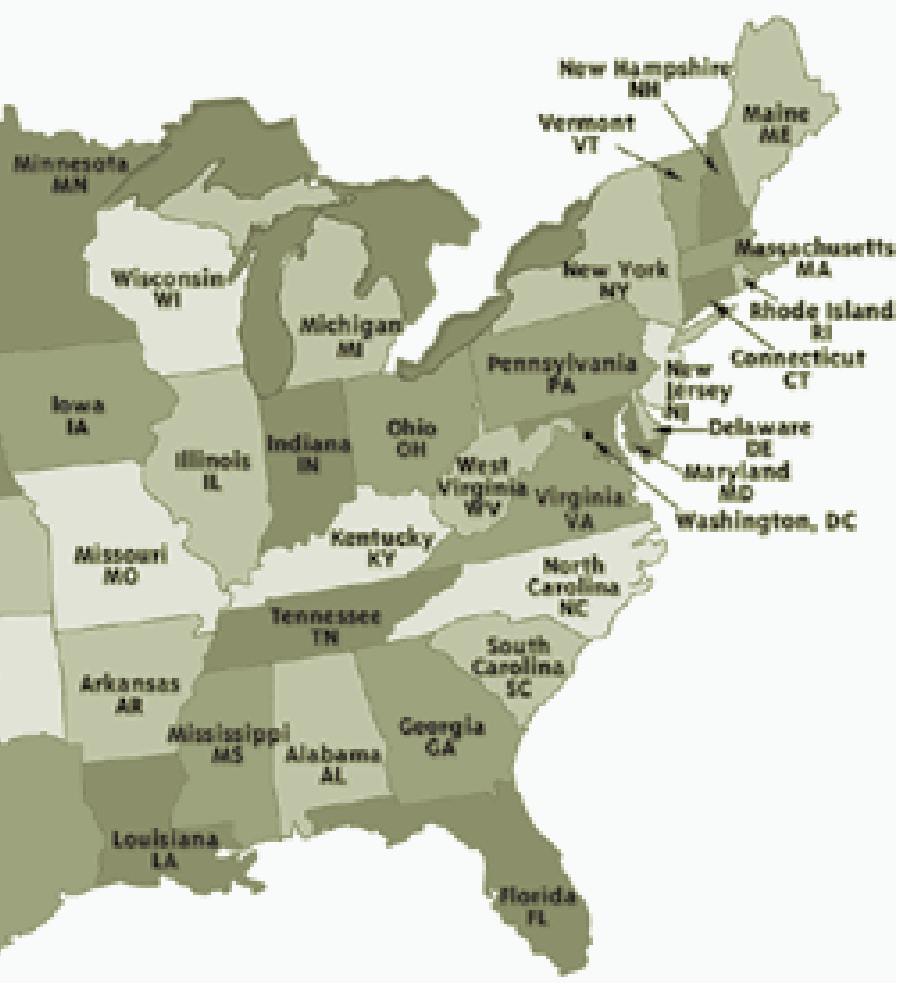 New Hampshire
NH
Maine
ME
Vermont
VT
Minnesota
MN
Massachusetts
MA
Wisconsin
WI
New York
NY
Rhode Island
RI
Michigan
MI
Connecticut
CT
Pennsylvania
PA
New
Jersey
NJ
Iowa
IA
Ohio
OH
Delaware
DE
Indiana
IN
Illinois
IL
West
Virginia
WV
Maryland
MD
Virginia
VA
Washington, DC
Kentucky
KY
Missouri
MO
North
Carolina
NC
Tennessee
TN
South
Carolina
SC
Arkansas
AR
Mississippi
MS
Georgia
GA
Alabama
AL
Louisiana
LA
Florida
FL